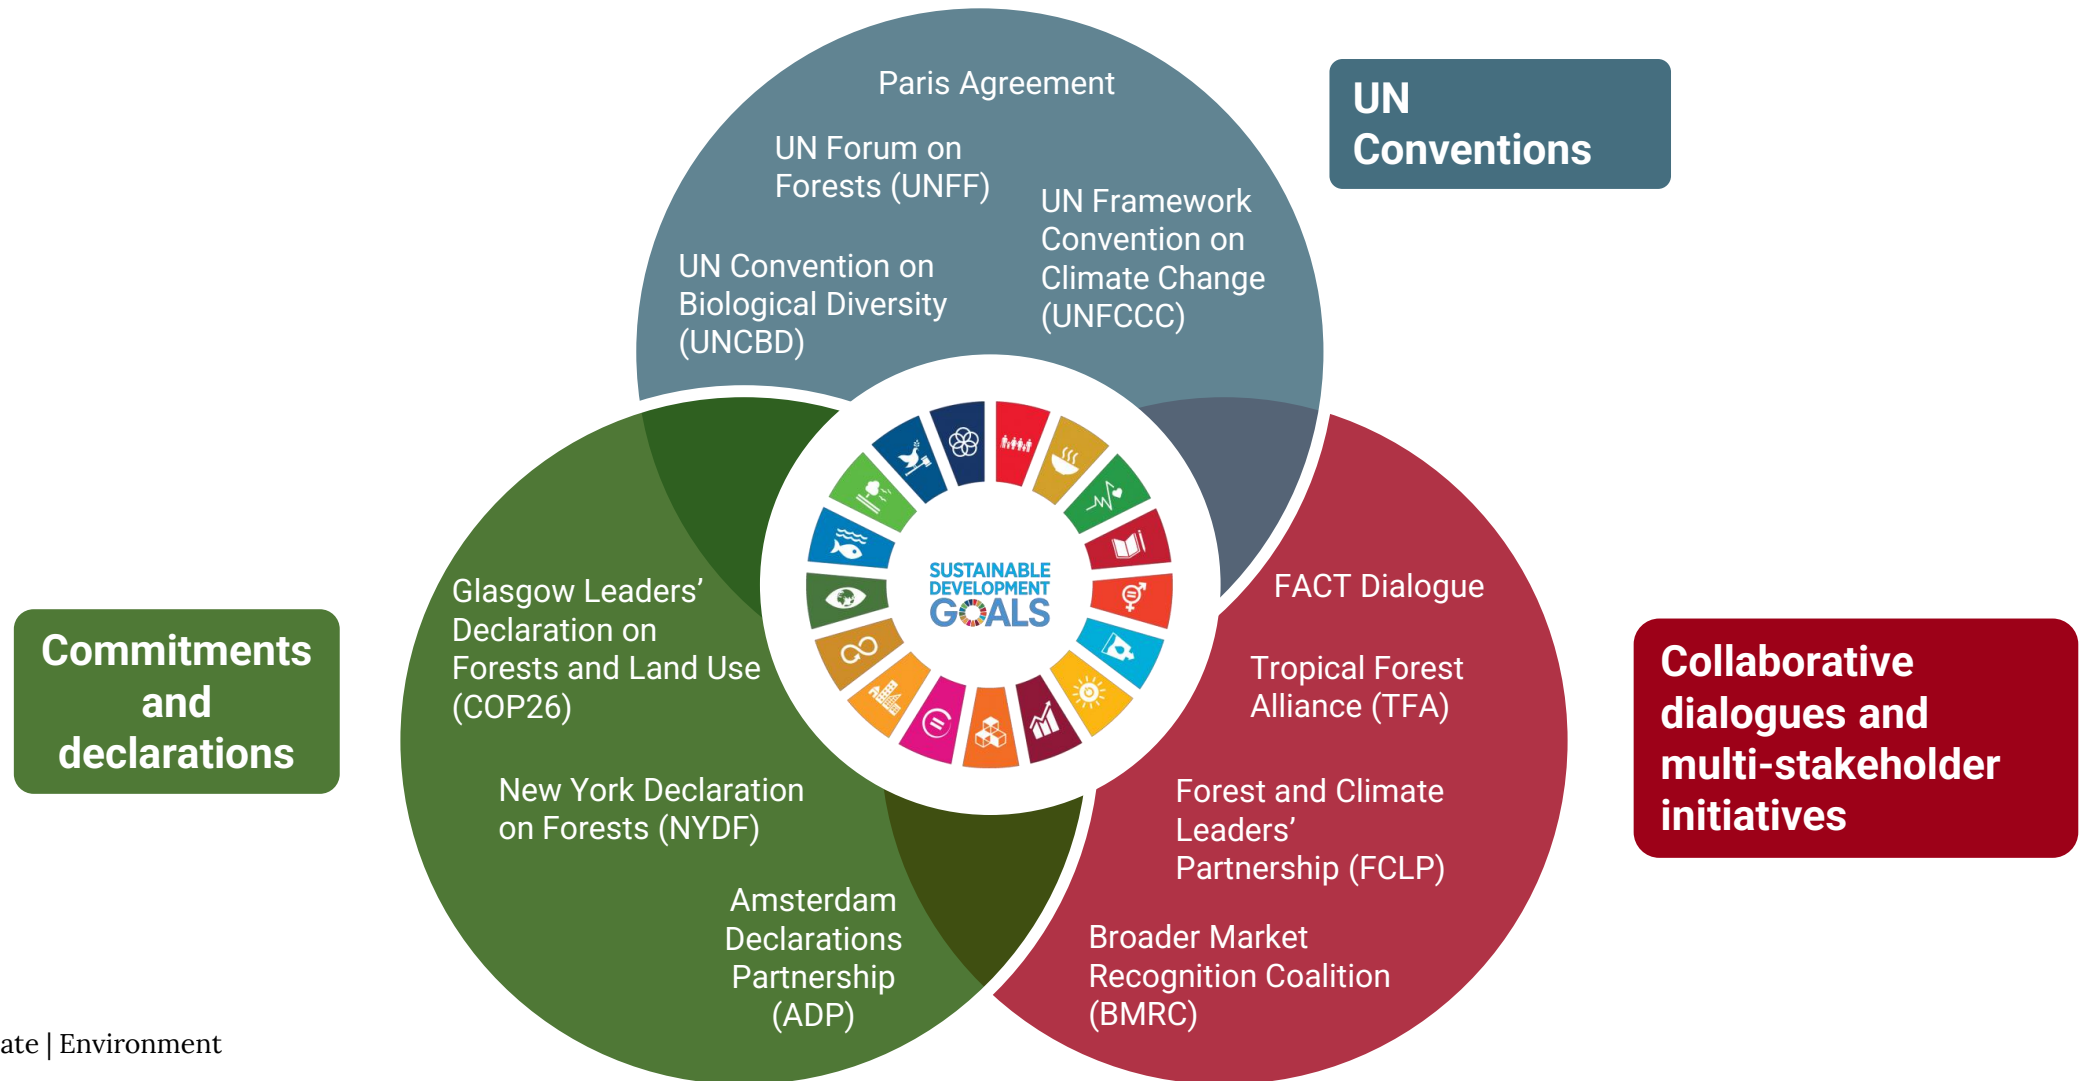 Paris Agreement
UN Forum on
Forests (UNFF)
UN Framework
Convention on
Climate Change
(UNFCCC)
UN Convention on
Biological Diversity
(UNCBD)
UN
Conventions
SUSTAINABLE
DEVELOPMENT
GOALS
Glasgow Leaders’
Declaration on
Forests and Land Use
(COP26)
New York Declaration
on Forests (NYDF)
Amsterdam
Declarations
Partnership
(ADP)
Commitments
and
declarations
FACT Dialogue
Tropical Forest
Alliance (TFA)
Forest and Climate
Leaders’
Partnership (FCLP)
Broader Market
Recognition Coalition
(BMRC)
Collaborative
dialogues and
multi-stakeholder
initiatives
ate | Environment